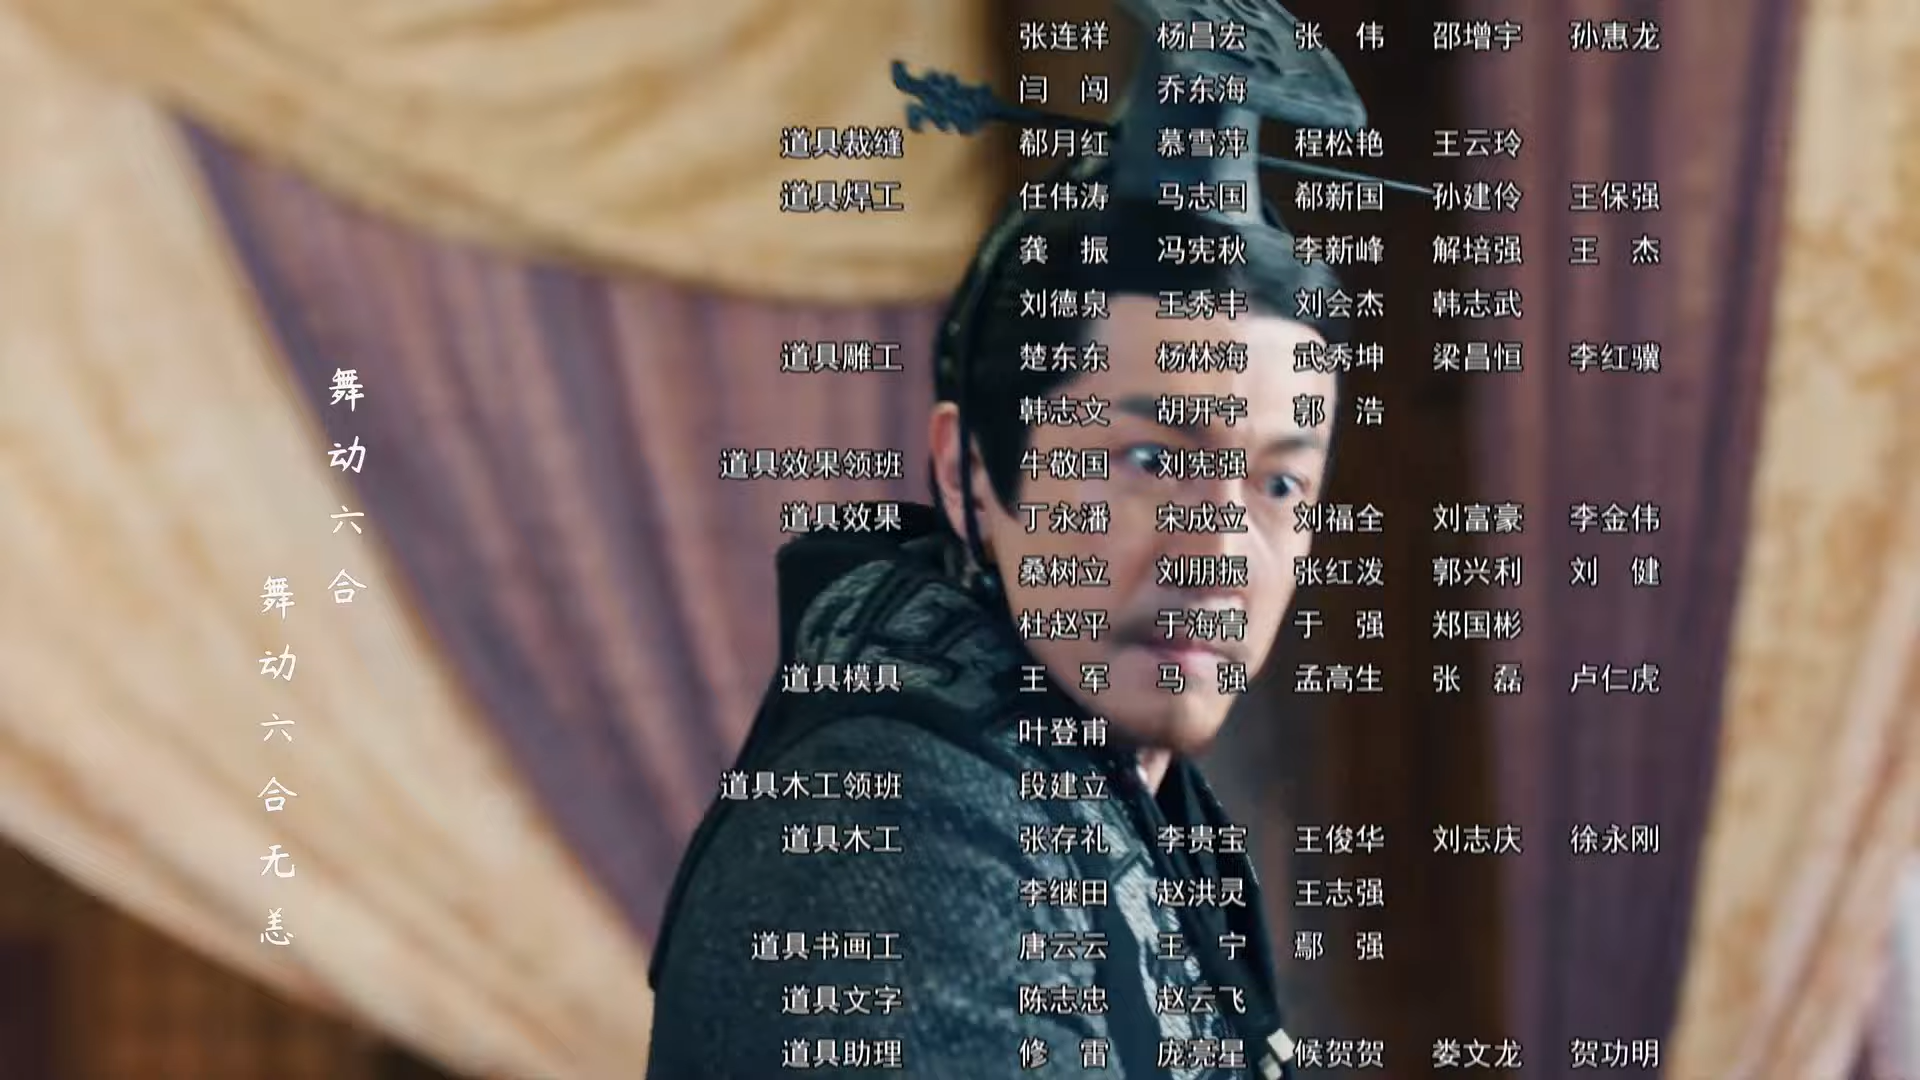 张连祥 杨昌宏 张 伟 邵增宇 孙惠龙
闫 闯 乔东海
道具裁缝 郗月红 慕雪萍 程松艳 王云玲
道具焊工 任伟涛 马志国 郗新国 孙建伶 王保强
龚 振 冯宪秋 李新峰 解培强 王 杰
刘德泉 王秀丰 刘会杰 韩志武
道具雕工 楚东东 杨林海 武秀坤 梁昌恒 李红骥
韩志文 胡开宇 郭 浩
道具效果领班 牛敬国 刘宪强
道具效果 丁永潘 宋成立 刘福全 刘富豪 李金伟
桑树立 刘朋振 张红泼 郭兴利 刘 健
杜赵平 于海青 于 强 郑国彬
道具模具 王 军 马 强 孟高生 张 磊 卢仁虎
叶登甫
道具木工领班 段建立
道具木工 张存礼 李贵宝 王俊华 刘志庆 徐永刚
李继田 赵洪灵 王志强
道具书画工 唐云云 王 宁 鄢 强
道具文字 陈志忠 赵云飞
道具助理 修 雷 庞亮星 候贺贺 娄文龙 贺功明
舞动六合
舞动六合无恙